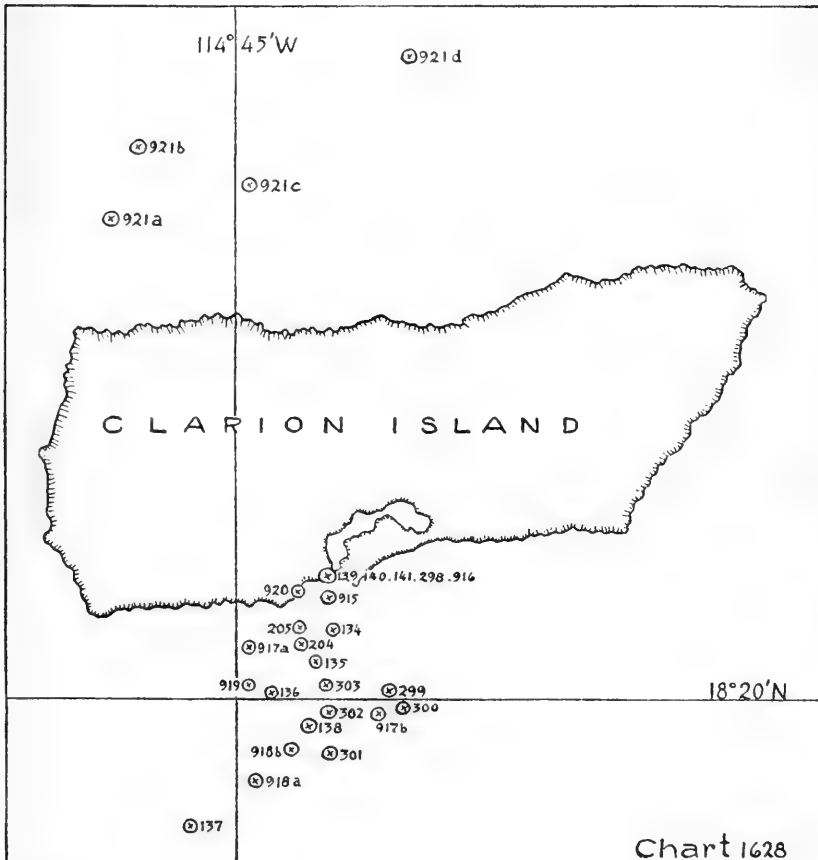 114° 45'W
921d
921b
921c
921a
CLARION ISLAND
139.140.141.298.916
920
915
205
134
204
917a
135
919
303
136
299
18°20'N
300
302
917b
138
918b
301
918a
137
Chart 1628